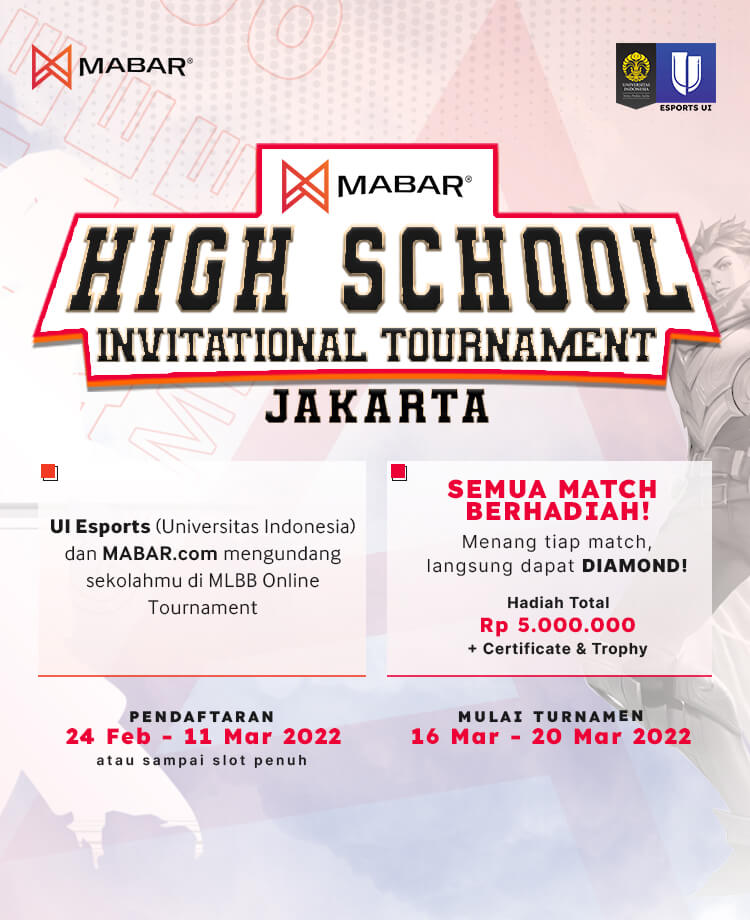 MABAR®
UNIVERSITAS
INDONESIA
ESPORTS UI
MABAR®
HIGH SCHOOL
INVITATIONAL TOURNAMENT
JAKARTA
UI Esports (Universitas Indonesia)
dan MABAR.com mengundang
sekolahmu di MLBB Online
Tournament
SEMUA MATCH
BERHADIAH!
Menang tiap match,
langsung dapat DIAMOND!
Hadiah Total
Rp 5.000.000
+ Certificate & Trophy
PENDAFTARAN
24 Feb - 11 Mar 2022
atau sampai slot penuh
MULAI TURNAMEN
16 Mar - 20 Mar 2022